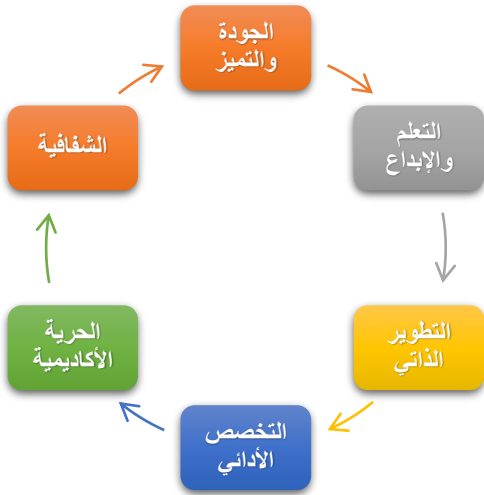 الجودة
والتميز
التعلم
والإبداع
التطوير
الذاتي
التخصص
الأدائي
الحرية
الأكاديمية
الشفافية